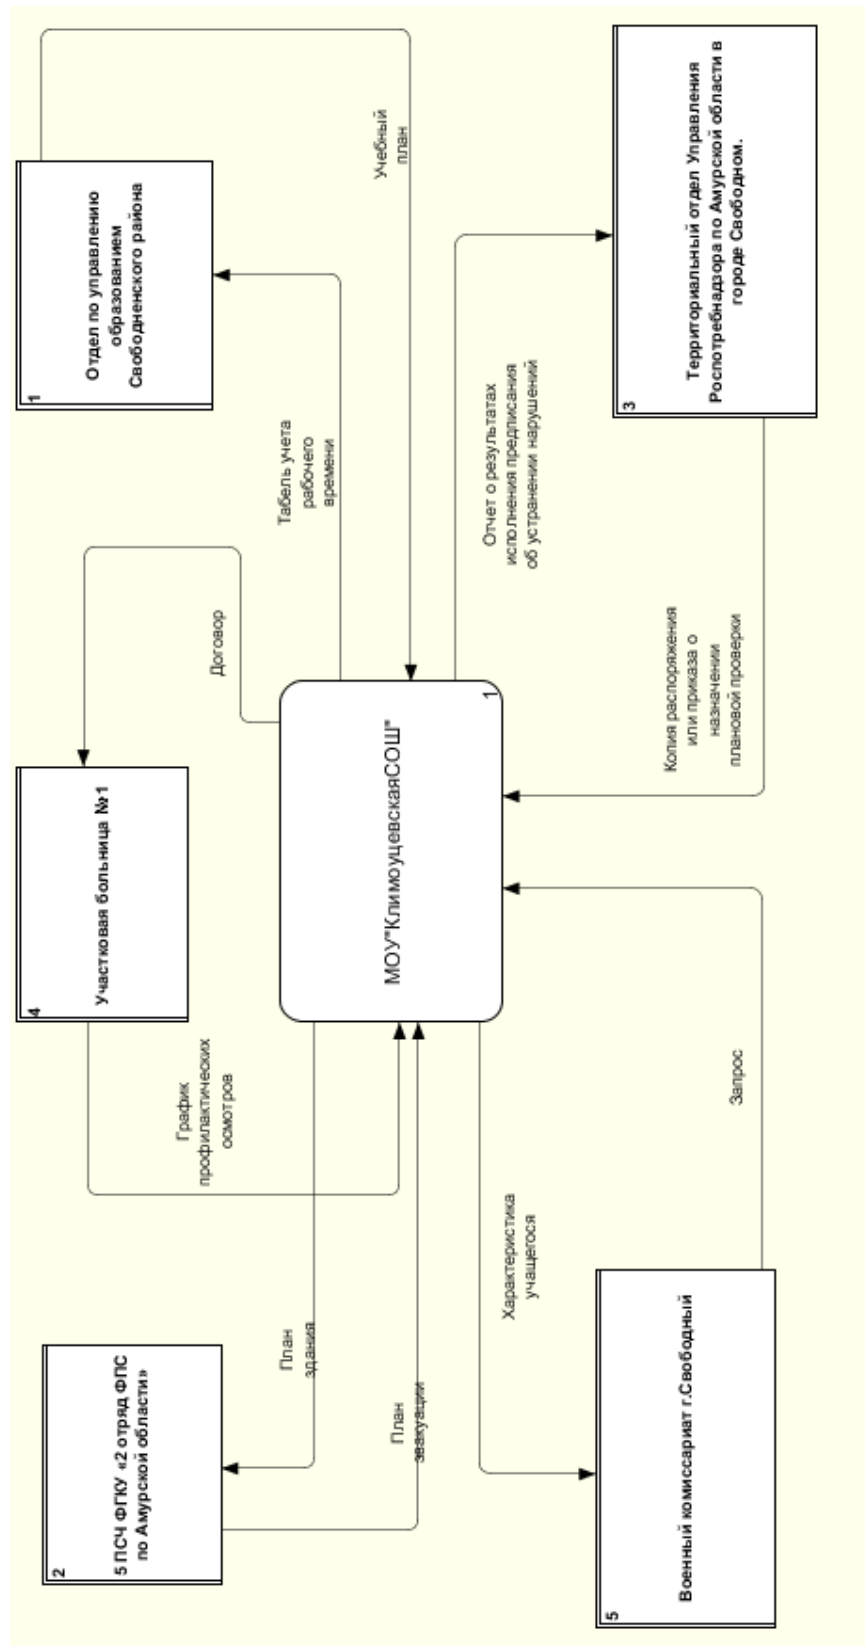 2
5 ПСЧ ФГКУ «2 отряд ФПС
по Амурской области»
4
Участковая больница №1
1
Отдел по управлению
образованием
Свободненского района
График
профилактических
осмотров
Договор
Табель учета
рабочего
времени
Учебный
план
План
здания
План
эвакуации
МОУ"КлимоуцевскаяСОШ"
1
Характеристика
учащегося
Отчет о результатах
исполнения предписания
об устранении нарушений
Запрос
Копия распоряжения
или приказа о
назначении
плановой проверки
5
Военный комиссариат г.Свободный
3
Территориальный отдел Управления
Роспотребнадзора по Амурской области в
городе Свободном.